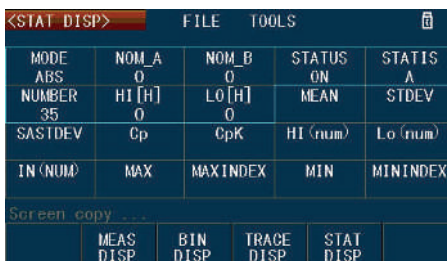 <STAT DISP> FILE TOOLS
MODE NOM_A NOM_B STATUS STATIS
ABS 0 0 ON A
NUMBER HI[H] LO[H] MEAN STDEV
35 0 0
SASTDEV Cp CpK HI(num) Lo(num)
IN(NUM) MAX MAXINDEX MIN MININDEX
Screen copy ...
MEAS BIN TRACE STAT
DISP DISP DISP DISP